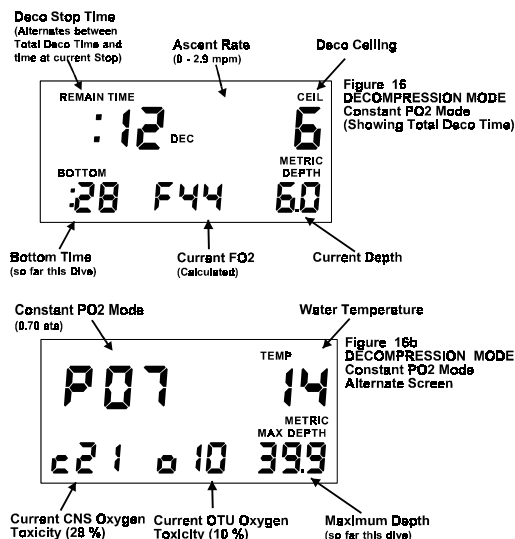 Deco Stop Time
(Alternates between
Total Deco Time and
time at current Stop)
Ascent Rate
(0 - 2.9 mpm)
Deco Ceiling
Figure 16
DECOMPRESSION MODE
Constant PO2 Mode
(Showing Total Deco Time)
REMAIN TIME
CEIL
:12 DEC
6
METRIC
BOTTOM
DEPTH
:28 F44 6.0
Bottom Time
(so far this Dive)
Current FO2
(Calculated)
Current Depth
Constant PO2 Mode
(0.70 ata)
Water Temperature
Figure 16b
DECOMPRESSION MODE
Constant PO2 Mode
Alternate Screen
TEMP
PO7 14
METRIC
MAX DEPTH
c21 o10 39.9
Current CNS Oxygen
Toxicity (28 %)
Current OTU Oxygen
Toxicity (10 %)
Maximum Depth
(so far this dive)